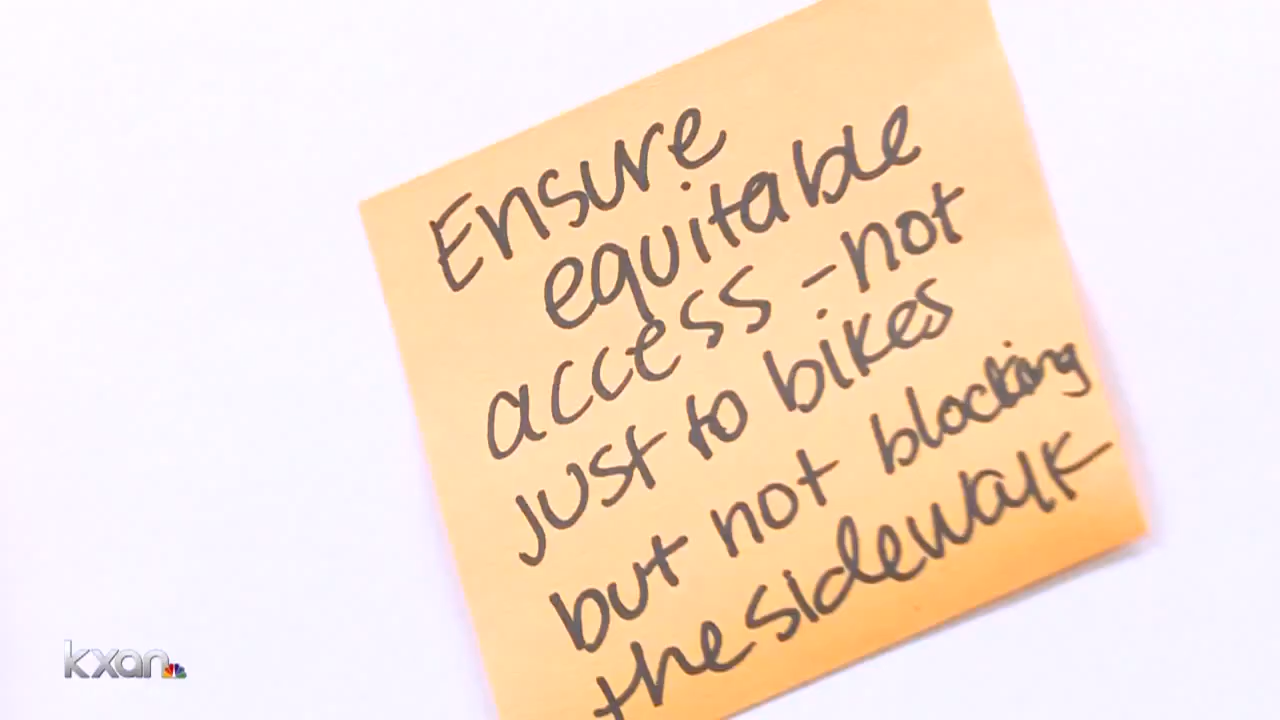 Ensure
equitable
access - not
just to bikes
but not blocking
the sidewalk
kxan